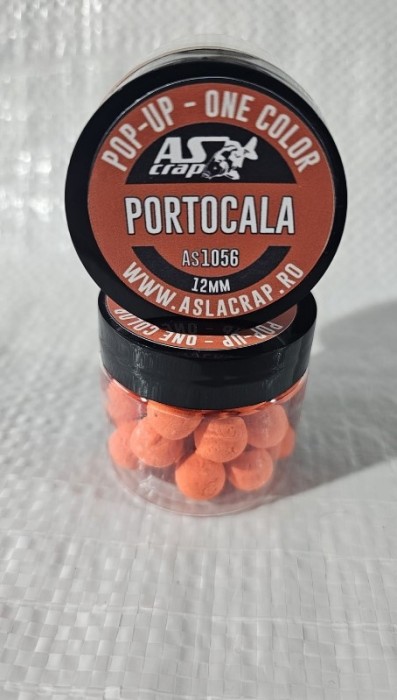 POP-UP - ONE COLOR
AS
crap
PORTOCALA
AS1056
12MM
WWW.ASLACRAP.RO
POP-UP - ONE COLOR